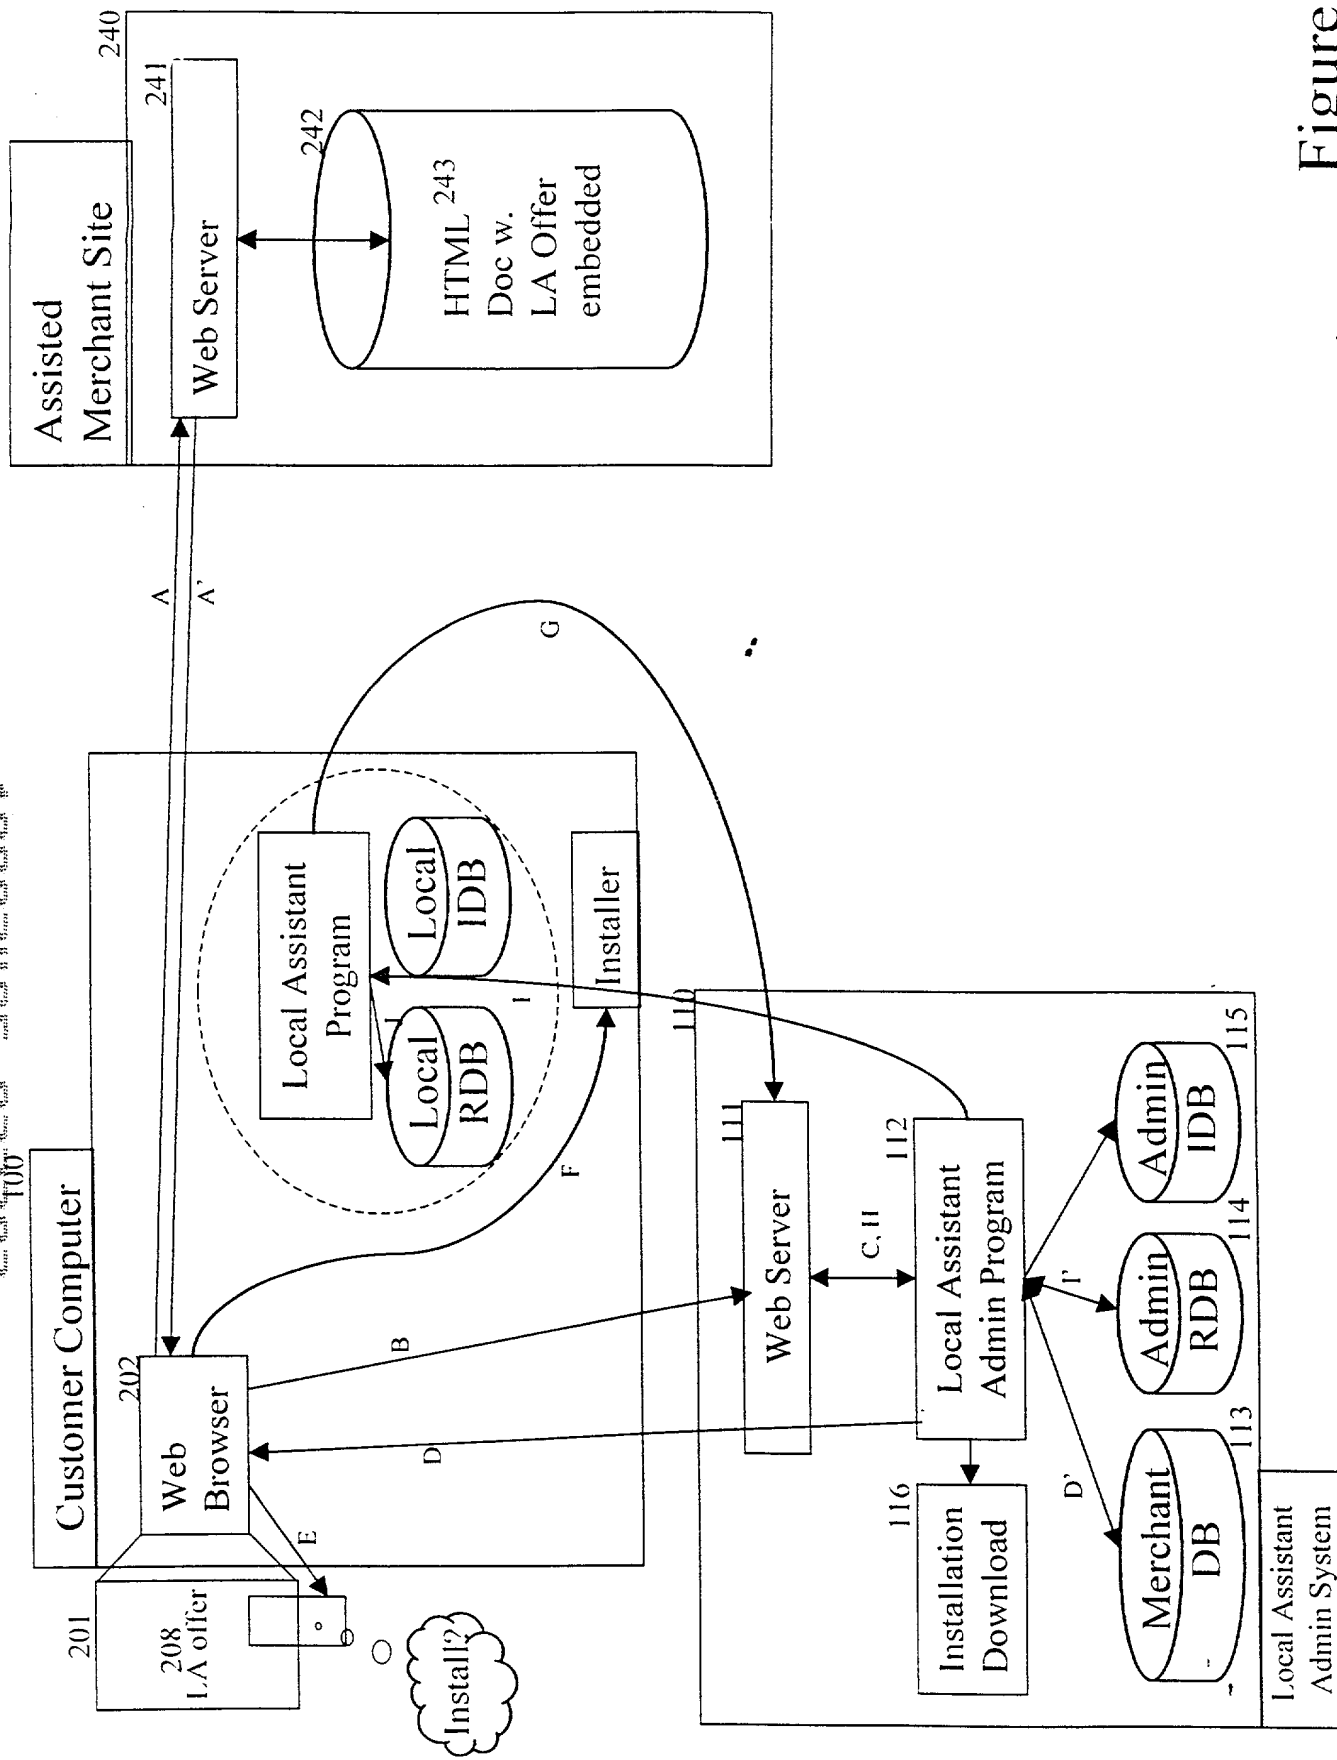 Customer Computer
100
201
208
LA offer
202
Web
Browser
E
Install?
Local Assistant
Program
Local
RDB
Local
IDB
J
I
F
Installer
B
D
G
A
A'
Assisted
Merchant Site
240
241
Web Server
242
HTML 243
Doc w.
LA Offer
embedded
110
111
Web Server
C, H
112
Local Assistant
Admin Program
116
Installation
Download
D'
I'
Merchant
DB
113
Admin
RDB
114
Admin
IDB
115
Local Assistant
Admin System
Figure